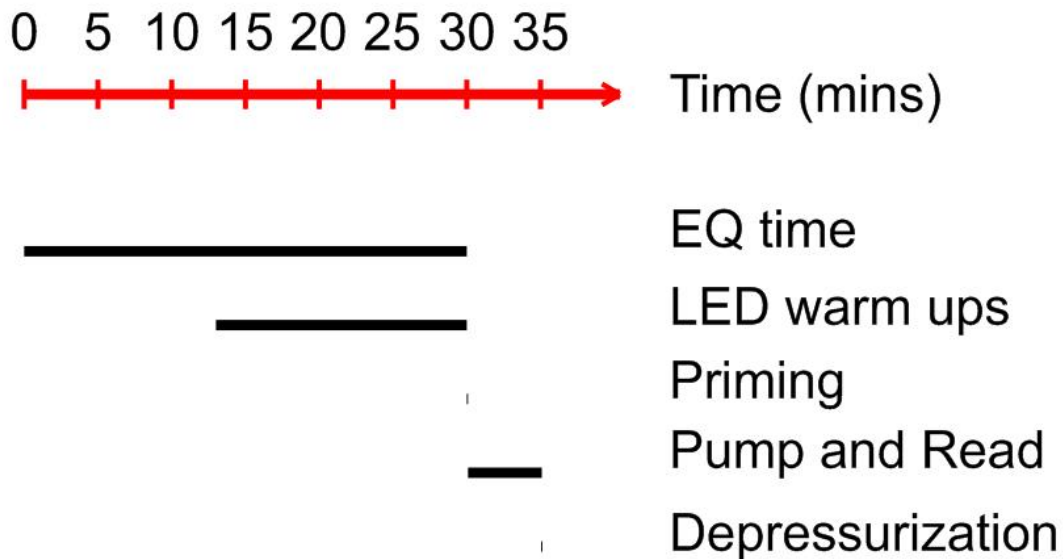 0 5 10 15 20 25 30 35
Time (mins)
EQ time
LED warm ups
Priming
Pump and Read
Depressurization